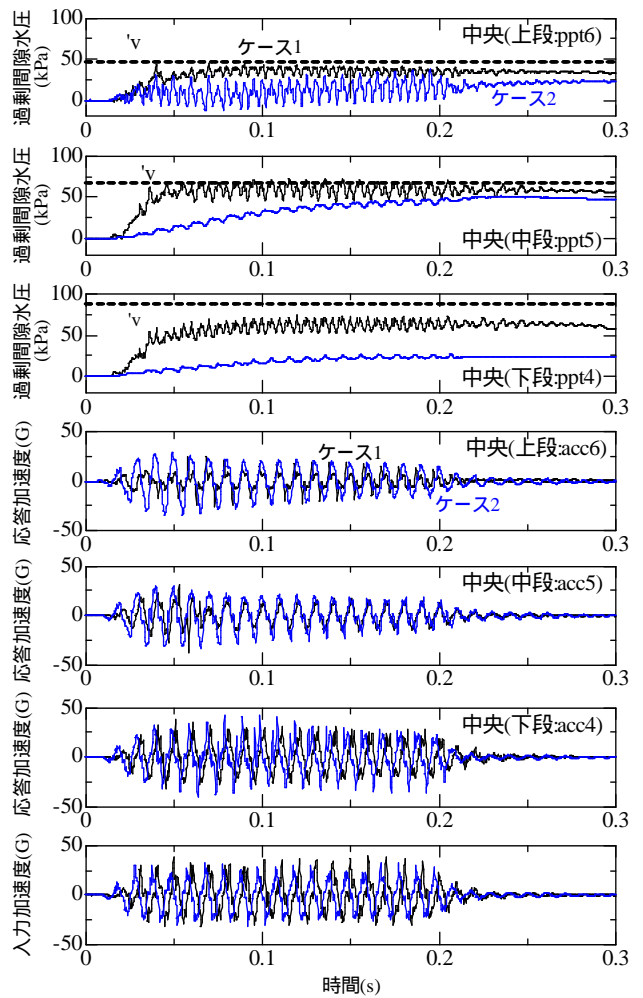 100
50
0
過剰間隙水圧
(kPa)
'v
ケース1
中央(上段:ppt6)
ケース2
0
0.1
0.2
0.3
100
50
0
過剰間隙水圧
(kPa)
'v
中央(中段:ppt5)
0
0.1
0.2
0.3
100
50
0
過剰間隙水圧
(kPa)
'v
中央(下段:ppt4)
0
0.1
0.2
0.3
50
0
-50
応答加速度(G)
ケース1
中央(上段:acc6)
ケース2
0.1
0.2
0.3
50
0
-50
応答加速度(G)
中央(中段:acc5)
0.1
0.2
0.3
50
0
-50
応答加速度(G)
中央(下段:acc4)
0.1
0.2
0.3
50
0
-50
入力加速度(G)
0.1
0.2
0.3
時間(s)